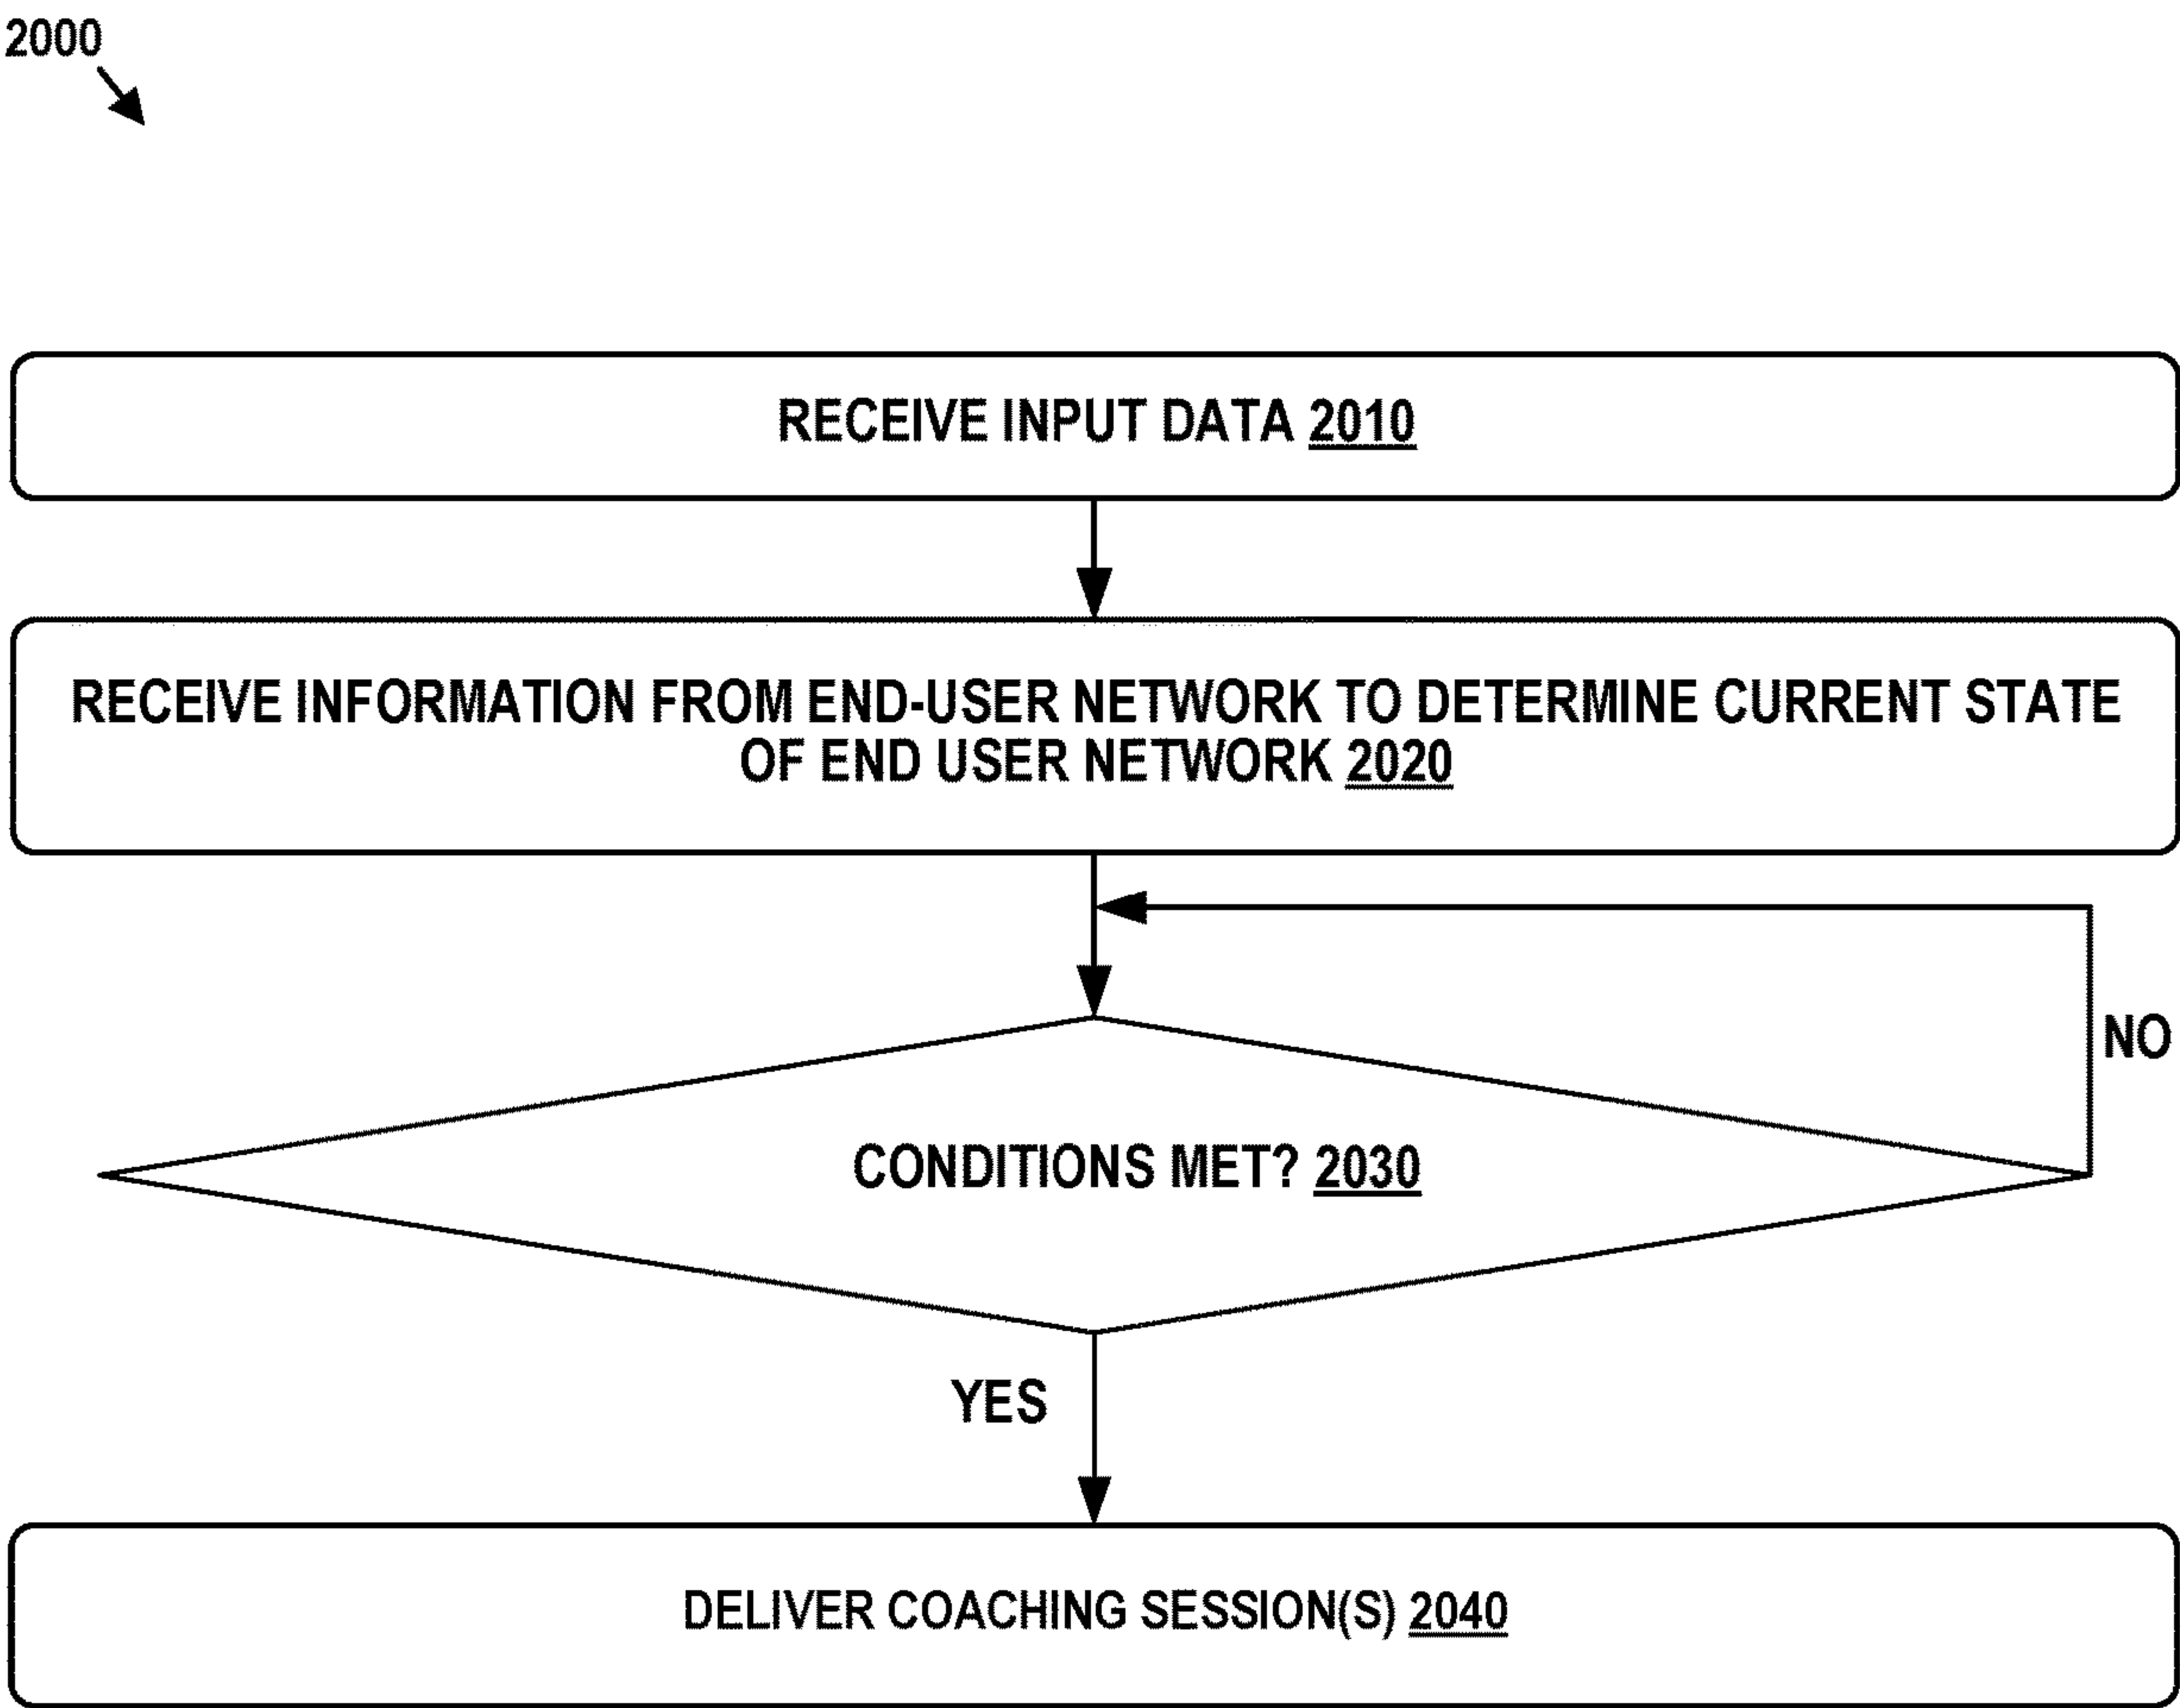 2000
RECEIVE INPUT DATA 2010
RECEIVE INFORMATION FROM END-USER NETWORK TO DETERMINE CURRENT STATE
OF END USER NETWORK 2020
NO
CONDITIONS MET? 2030
YES
DELIVER COACHING SESSION(S) 2040